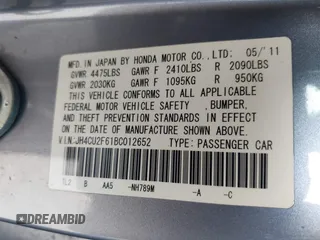 MFD. IN JAPAN BY HONDA MOTOR CO., LTD. 05/'11
GVWR 4475LBS GAWR F 2410LBS R 2090LBS
GVWR 2030KG GAWR F 1095KG R 950KG
THIS VEHICLE CONFORMS TO ALL APPLICABLE
FEDERAL MOTOR VEHICLE SAFETY, BUMPER,
AND THEFT PREVENTION STANDARDS IN EFFECT ON
THE DATE OF MANUFACTURE SHOWN ABOVE.
V.I.N.: JH4CU2F61BC012652 TYPE: PASSENGER CAR
B AA5 -NH789M -A -C
DREAMBID